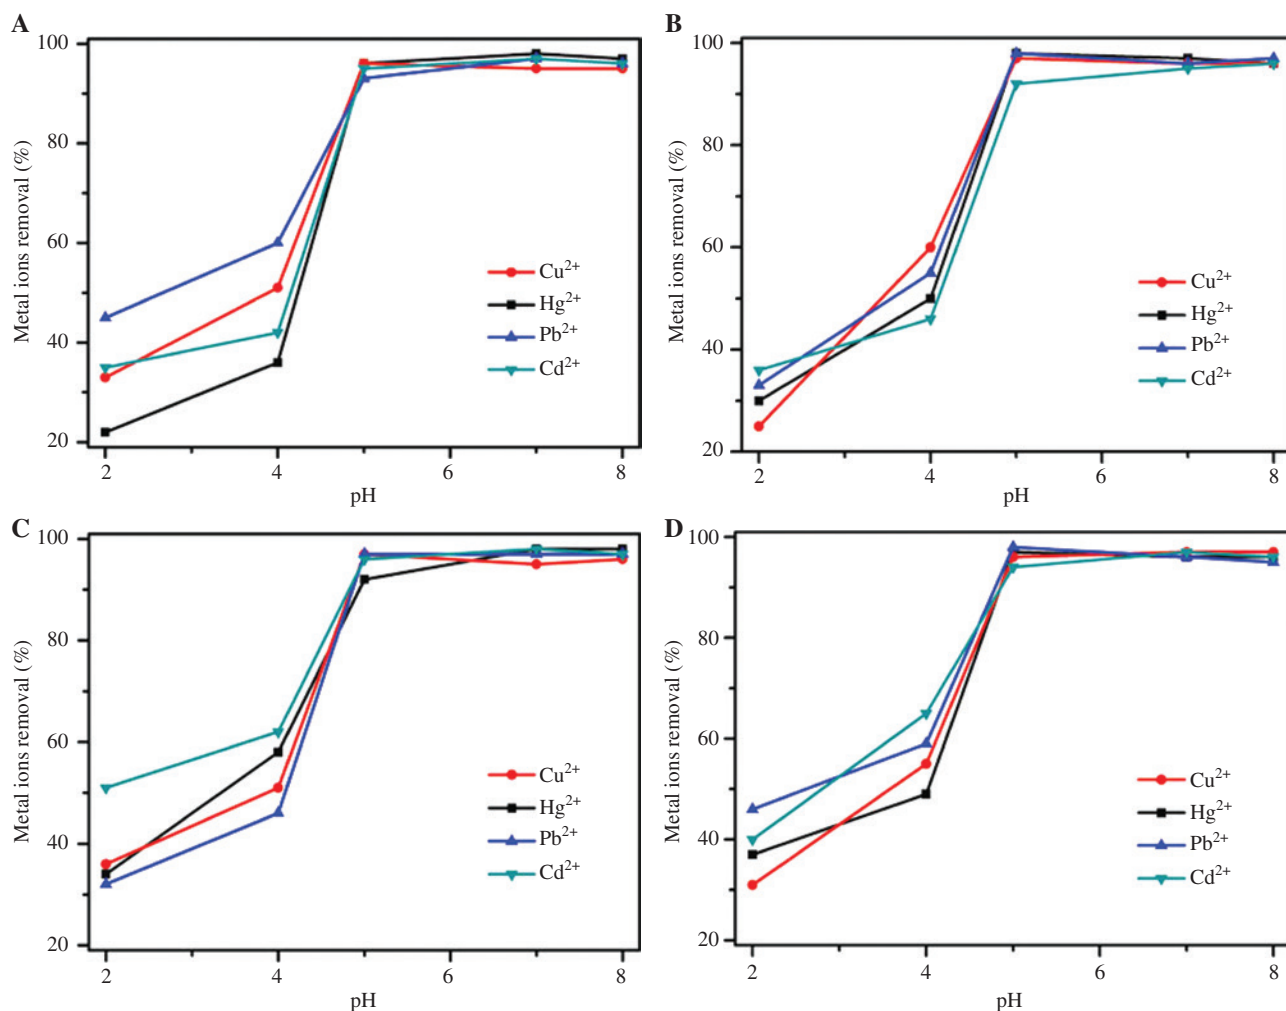 A
Metal ions removal (%)
100
80
60
40
20
Cu²⁺
Hg²⁺
Pb²⁺
Cd²⁺
2 4 6 8
pH
B
Metal ions removal (%)
100
80
60
40
20
Cu²⁺
Hg²⁺
Pb²⁺
Cd²⁺
2 4 6 8
pH
C
Metal ions removal (%)
100
80
60
40
20
Cu²⁺
Hg²⁺
Pb²⁺
Cd²⁺
2 4 6 8
pH
D
Metal ions removal (%)
100
80
60
40
20
Cu²⁺
Hg²⁺
Pb²⁺
Cd²⁺
2 4 6 8
pH